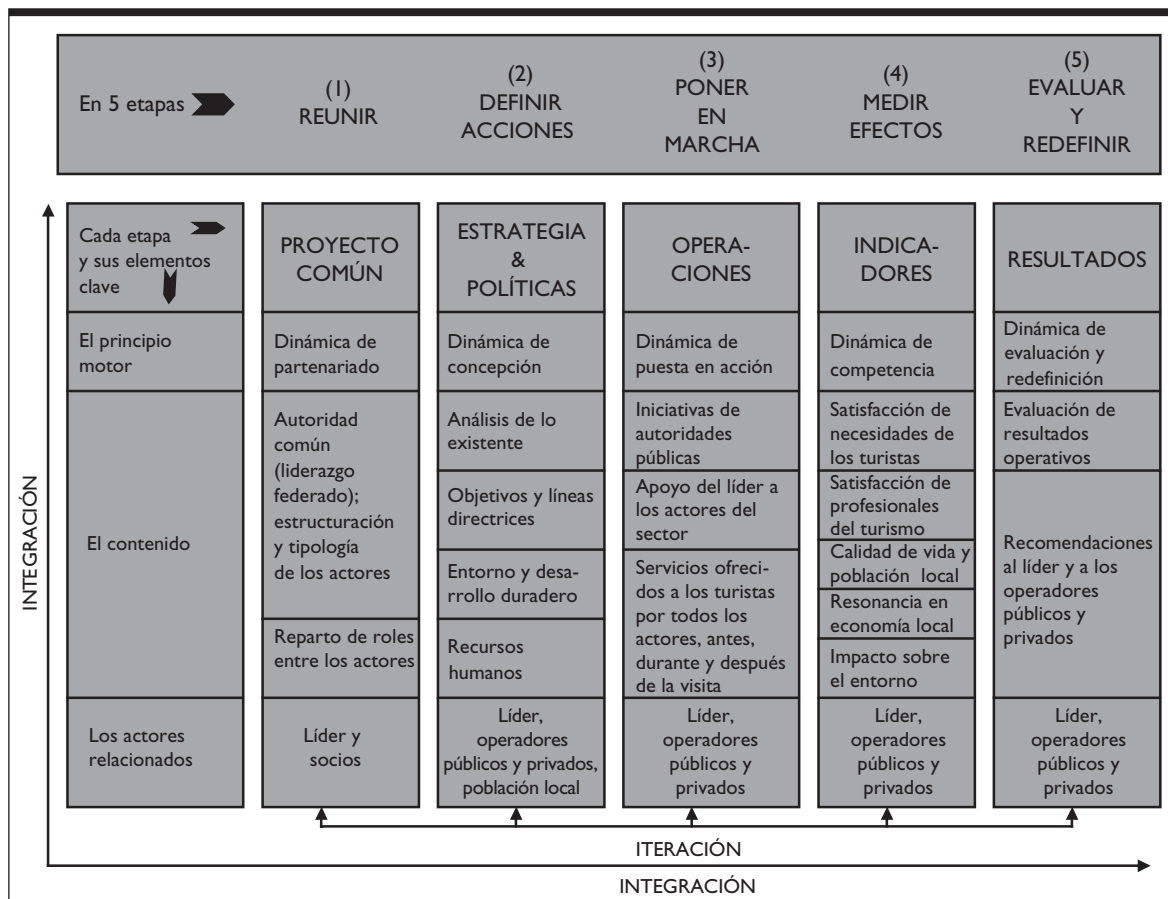 En 5 etapas
(1)
REUNIR
(2)
DEFINIR
ACCIONES
(3)
PONER
EN
MARCHA
(4)
MEDIR
EFECTOS
(5)
EVALUAR
Y
REDEFINIR
Cada etapa
y sus elementos
clave
PROYECTO
COMÚN
ESTRATEGIA
&
POLÍTICAS
OPERA-
CIONES
INDICA-
DORES
RESULTADOS
El principio
motor
Dinámica de
partenariado
Dinámica de
concepción
Dinámica de
puesta en acción
Dinámica de
competencia
Dinámica de
evaluación y
redefinición
El contenido
Autoridad
común
(liderazgo
federado);
estructuración
y tipología
de los actores
Reparto de roles
entre los actores
Análisis de lo
existente
Objetivos y líneas
directrices
Entorno y desa-
rrollo duradero
Recursos
humanos
Iniciativas de
autoridades
públicas
Apoyo del líder a
los actores del
sector
Servicios ofreci-
dos a los turistas
por todos los
actores, antes,
durante y después
de la visita
Satisfacción de
necesidades de
los turistas
Satisfacción de
profesionales
del turismo
Calidad de vida y
población local
Resonancia en
economía local
Impacto sobre
el entorno
Evaluación de
resultados
operativos
Recomendaciones
al líder y a los
operadores
públicos y
privados
Los actores
relacionados
Líder y
socios
Líder,
operadores
públicos y privados,
población local
Líder,
operadores
públicos y
privados
Líder,
operadores
públicos y
privados
Líder,
operadores
públicos y
privados
INTEGRACIÓN
ITERACIÓN
INTEGRACIÓN